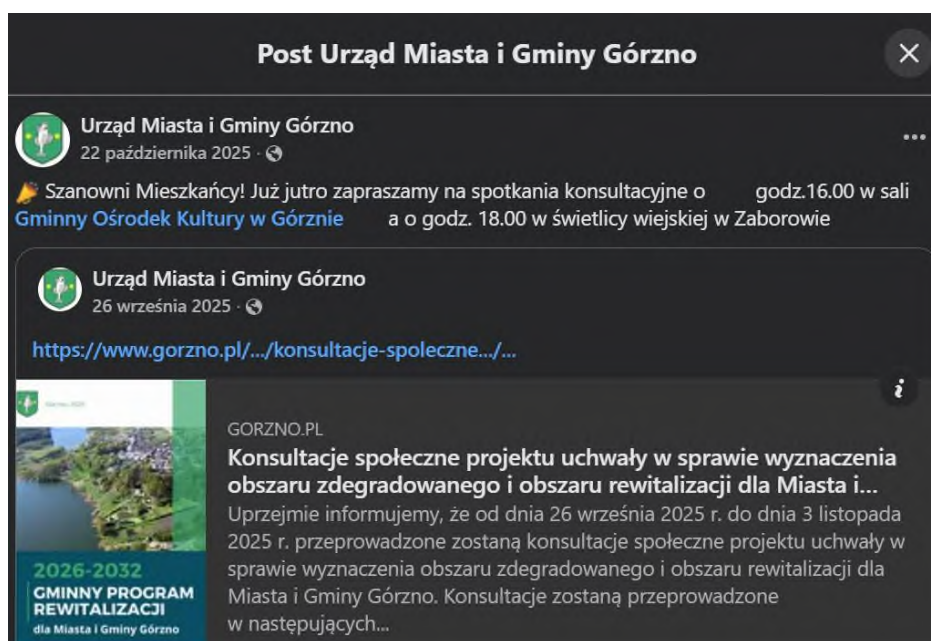 Post Urząd Miasta i Gminy Górzno
Urząd Miasta i Gminy Górzno
22 października 2025 ·
Szanowni Mieszkańcy! Już jutro zapraszamy na spotkania konsultacyjne o godz.16.00 w sali
Gminny Ośrodek Kultury w Górznie a o godz. 18.00 w świetlicy wiejskiej w Zaborowie
Urząd Miasta i Gminy Górzno
26 września 2025 ·
https://www.gorzno.pl/.../konsultacje-spoleczne.../...
GORZNO.PL
Konsultacje społeczne projektu uchwały w sprawie wyznaczenia
obszaru zdegradowanego i obszaru rewitalizacji dla Miasta i...
Uprzejmie informujemy, że od dnia 26 września 2025 r. do dnia 3 listopada
2025 r. przeprowadzone zostaną konsultacje społeczne projektu uchwały w
sprawie wyznaczenia obszaru zdegradowanego i obszaru rewitalizacji dla
Miasta i Gminy Górzno. Konsultacje zostaną przeprowadzone
w następujących...
2026-2032
GMINNY PROGRAM
REWITALIZACJI
dla Miasta i Gminy Górzno